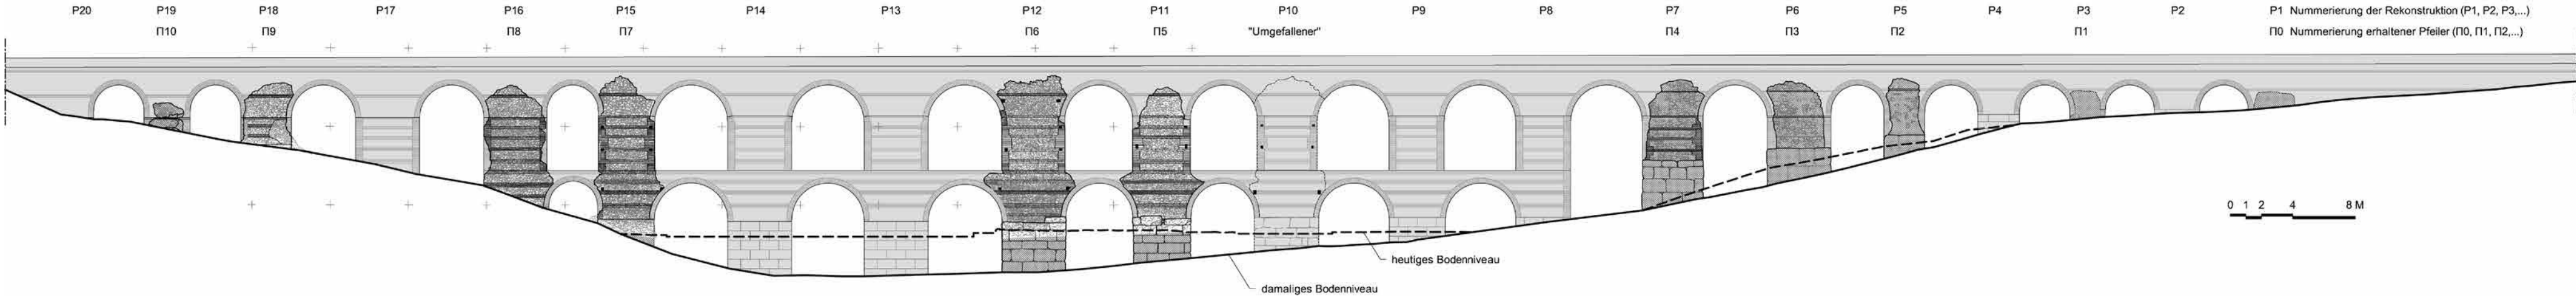 P20 P19 P18 P17 P16 P15 P14 P13 P12 P11 P10 P9 P8 P7 P6 P5 P4 P3 P2 P1 Nummerierung der Rekonstruktion (P1, P2, P3,...)
Π10 Π9 Π8 Π7 Π6 Π5 "Umgefallener" Π4 Π3 Π2 Π1 Π0 Nummerierung erhaltener Pfeiler (Π0, Π1, Π2,...)
0 1 2 4 8 M
heutiges Bodenniveau
damaliges Bodenniveau